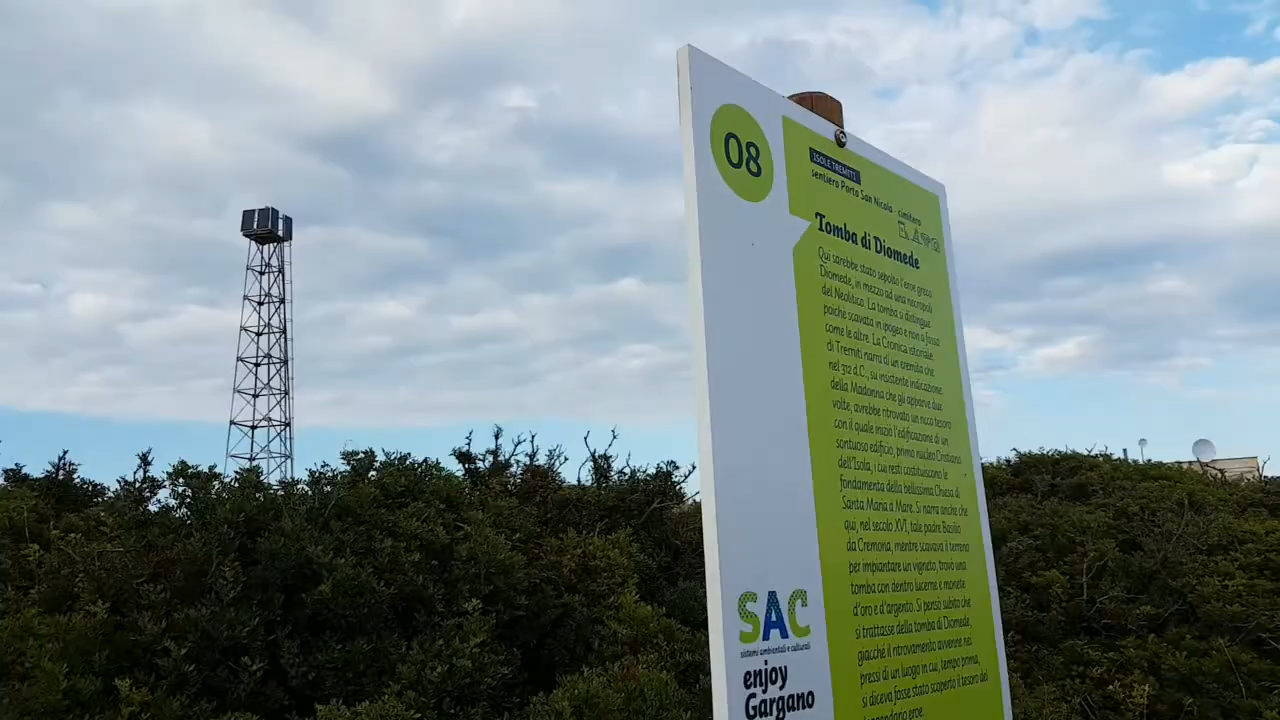 08
ISOLE TREMITI
sentiero Porto San Nicola - cimitero
Tomba di Diomede
Qui sarebbe stato sepolto l'eroe greco
Diomede, in mezzo ad una necropoli
del Neolitico. La tomba si distingue
poiché scavata in ipogeo e non a fossa
come le altre. La Cronica istoriale
di Tremiti narra di un eremita che
nel 312 d.C., su insistente indicazione
della Madonna che gli apparve due
volte, avrebbe ritrovato un ricco tesoro
con il quale iniziò l'edificazione di un
sontuoso edificio, primo nucleo Cristiano
dell'Isola, i cui resti costituiscono le
fondamenta della bellissima Chiesa di
Santa Maria a Mare. Si narra anche che
qui, nel secolo XVI, tale padre Basilio
da Cremona, mentre scavava il terreno
per impiantare un vigneto, trovò una
tomba con dentro lucerne e monete
d'oro e d'argento. Si pensò subito che
si trattasse della tomba di Diomede,
giacché il ritrovamento avvenne nei
pressi di un luogo in cui, tempo prima,
si diceva fosse stato scoperto il tesoro del
leggendario eroe.
SAC
sistemi ambientali e culturali
enjoy
Gargano